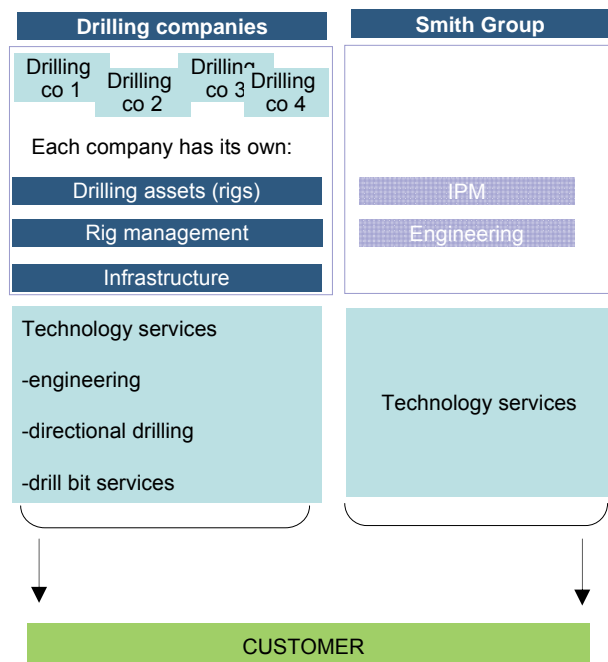 Drilling companies
Drilling
co 1
Drilling
co 2
Drilling
co 3
Drilling
co 4
Each company has its own:
Drilling assets (rigs)
Rig management
Infrastructure
Technology services
-engineering
-directional drilling
-drill bit services
Smith Group
IPM
Engineering
Technology services
CUSTOMER